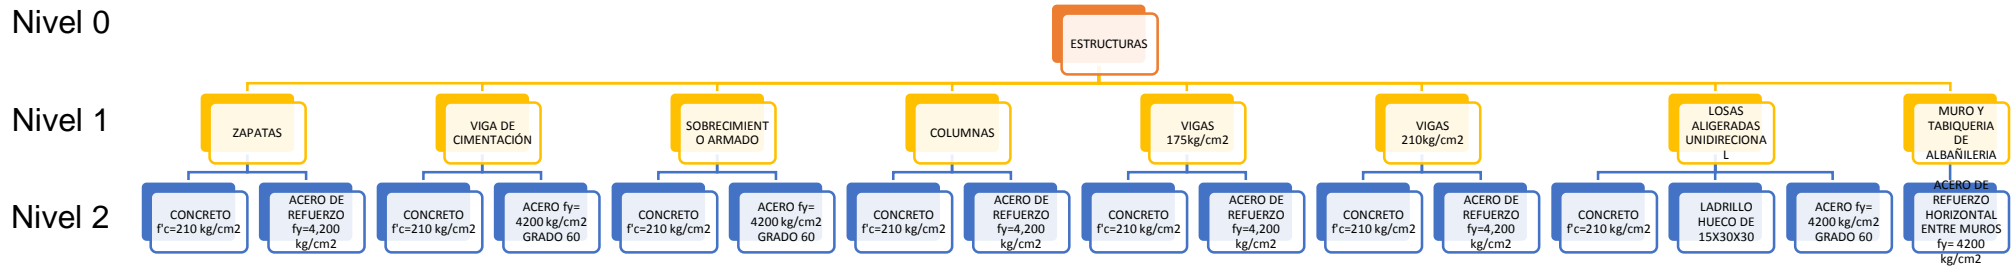 Nivel 0
ESTRUCTURAS
Nivel 1
ZAPATAS
VIGA DE
CIMENTACIÓN
SOBRECIMIENT
O ARMADO
COLUMNAS
VIGAS
175kg/cm2
VIGAS
210kg/cm2
LOSAS
ALIGERADAS
UNIDIRECIONA
L
MURO Y
TABIQUERIA
DE
ALBAÑILERIA
Nivel 2
CONCRETO
f'c=210 kg/cm2
ACERO DE
REFUERZO
fy=4,200
kg/cm2
CONCRETO
f'c=210 kg/cm2
ACERO fy=
4200 kg/cm2
GRADO 60
CONCRETO
f'c=210 kg/cm2
ACERO fy=
4200 kg/cm2
GRADO 60
CONCRETO
f'c=210 kg/cm2
ACERO DE
REFUERZO
fy=4,200
kg/cm2
CONCRETO
f'c=210 kg/cm2
ACERO DE
REFUERZO
fy=4,200
kg/cm2
CONCRETO
f'c=210 kg/cm2
ACERO DE
REFUERZO
fy=4,200
kg/cm2
CONCRETO
f'c=210 kg/cm2
LADRILLO
HUECO DE
15X30X30
ACERO fy=
4200 kg/cm2
GRADO 60
ACERO DE
REFUERZO
HORIZONTAL
ENTRE MUROS
fy= 4200
kg/cm2